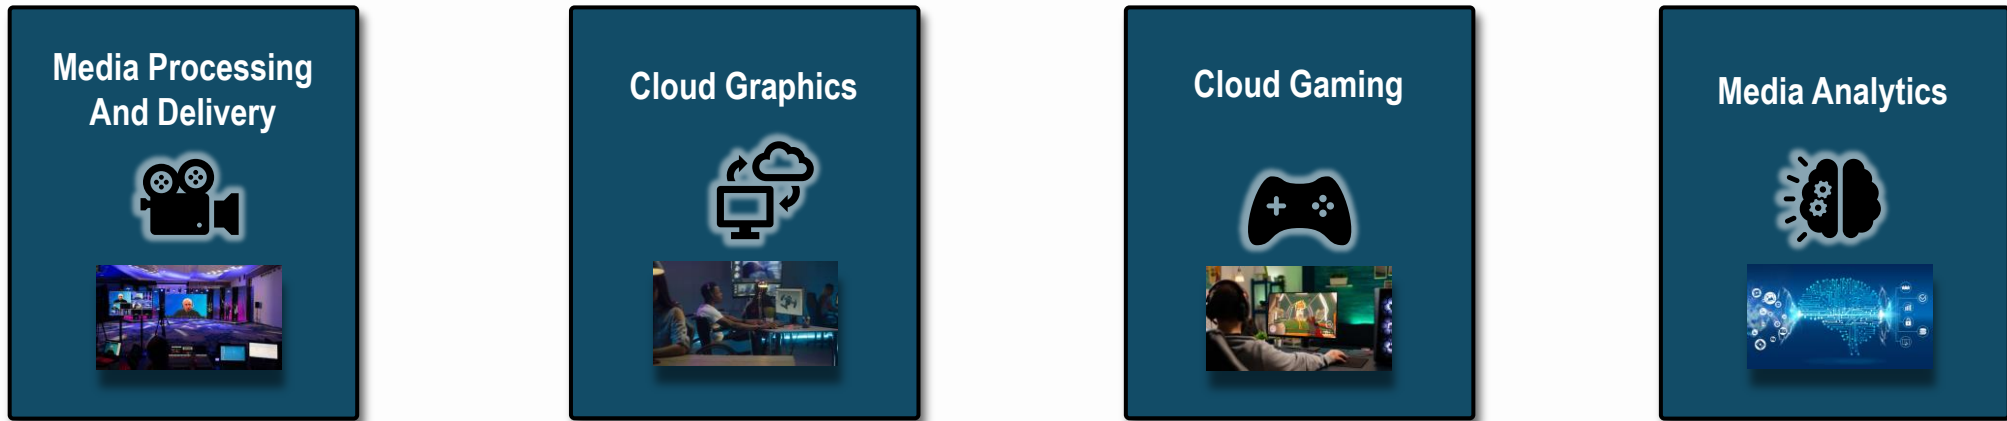 Media Processing
And Delivery
Cloud Graphics
Cloud Gaming
Media Analytics